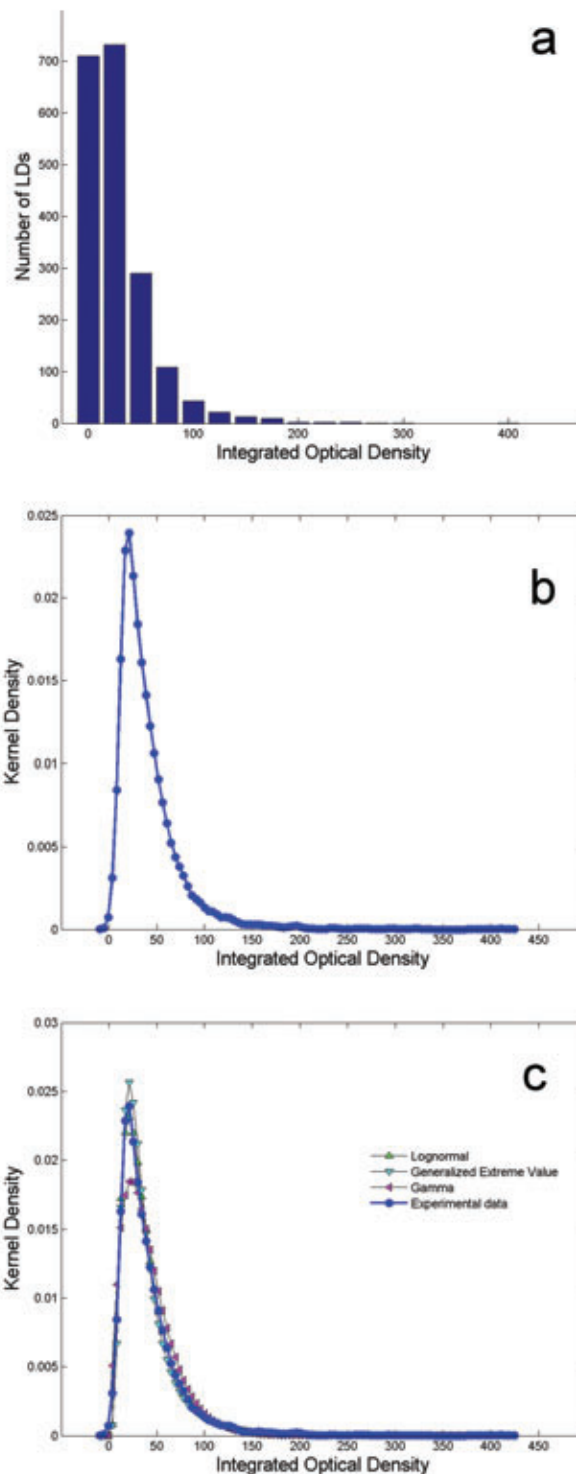 a
700
600
500
400
300
200
100
0
Number of LDs
0 100 200 300 400
Integrated Optical Density
b
0.025
0.02
0.015
0.01
0.005
0
Kernel Density
0 50 100 150 200 250 300 350 400 450
Integrated Optical Density
c
0.03
0.025
0.02
0.015
0.01
0.005
0
Kernel Density
Lognormal
Generalized Extreme Value
Gamma
Experimental data
0 50 100 150 200 250 300 350 400 450
Integrated Optical Density